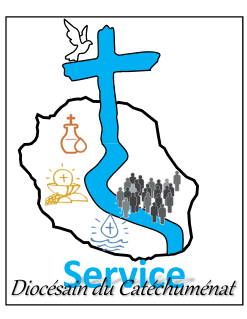 Service
Diocésain du Catéchuménat